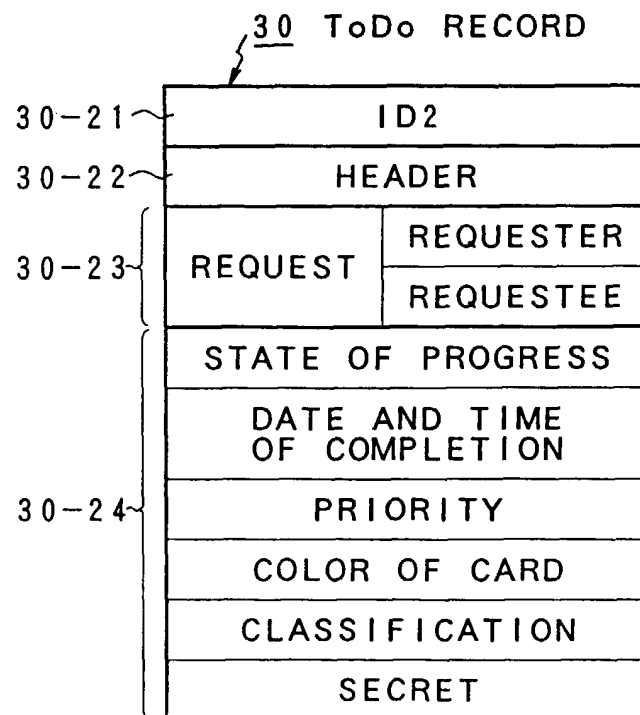 30 ToDo RECORD
30-21 ID2
30-22 HEADER
30-23 REQUEST
REQUESTER
REQUESTEE
30-24
STATE OF PROGRESS
DATE AND TIME
OF COMPLETION
PRIORITY
COLOR OF CARD
CLASSIFICATION
SECRET